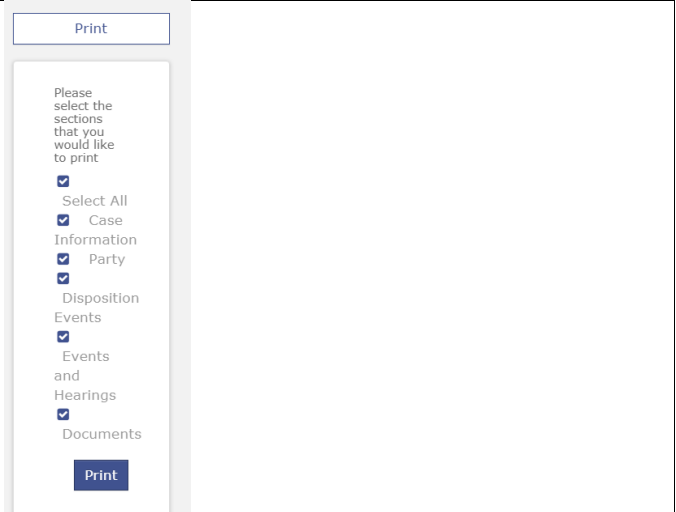 Print
Please
select the
sections
that you
would like
to print
Select All
Case
Information
Party
Disposition
Events
Events
and
Hearings
Documents
Print